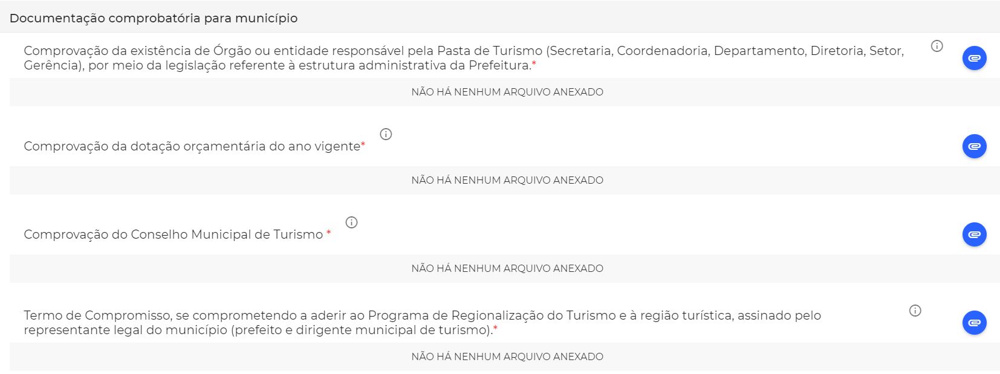 Documentação comprobatória para município
Comprovação da existência de Órgão ou entidade responsável pela Pasta de Turismo (Secretaria, Coordenadoria, Departamento, Diretoria, Setor,
Gerência), por meio da legislação referente à estrutura administrativa da Prefeitura.*
NÃO HÁ NENHUM ARQUIVO ANEXADO
Comprovação da dotação orçamentária do ano vigente*
NÃO HÁ NENHUM ARQUIVO ANEXADO
Comprovação do Conselho Municipal de Turismo *
NÃO HÁ NENHUM ARQUIVO ANEXADO
Termo de Compromisso, se comprometendo a aderir ao Programa de Regionalização do Turismo e à região turística, assinado pelo
representante legal do município (prefeito e dirigente municipal de turismo).*
NÃO HÁ NENHUM ARQUIVO ANEXADO